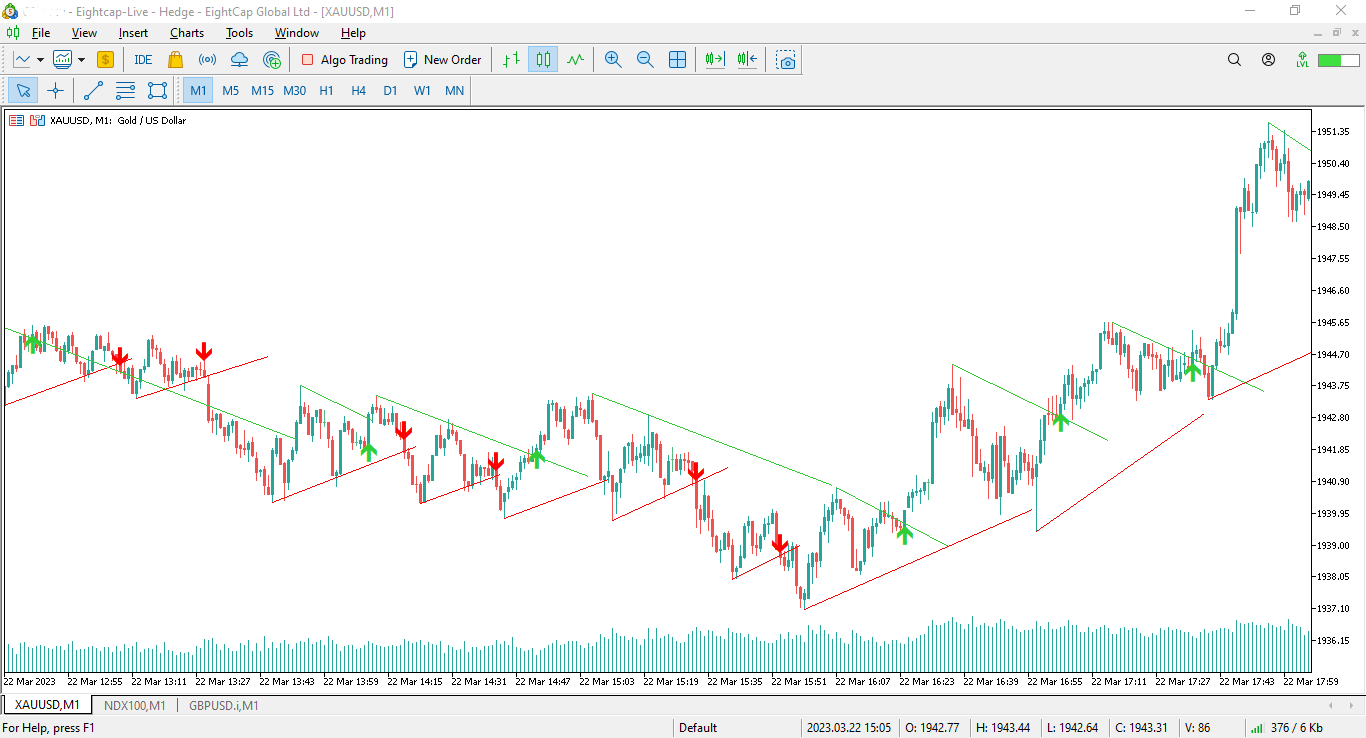 - Eightcap-Live - Hedge - EightCap Global Ltd - [XAUUSD,M1]
File View Insert Charts Tools Window Help
$ IDE Algo Trading New Order LVL
M1 M5 M15 M30 H1 H4 D1 W1 MN
XAUUSD, M1: Gold / US Dollar
1951.35
1950.40
1949.45
1948.50
1947.55
1946.60
1945.65
1944.70
1943.75
1942.80
1941.85
1940.90
1939.95
1939.00
1938.05
1937.10
1936.15
22 Mar 2023 22 Mar 12:55 22 Mar 13:11 22 Mar 13:27 22 Mar 13:43 22 Mar 13:59 22 Mar 14:15 22 Mar 14:31 22 Mar 14:47 22 Mar 15:03 22 Mar 15:19 22 Mar 15:35 22 Mar 15:51 22 Mar 16:07 22 Mar 16:23 22 Mar 16:39 22 Mar 16:55 22 Mar 17:11 22 Mar 17:27 22 Mar 17:43 22 Mar 17:59
XAUUSD,M1 NDX100,M1 GBPUSD.i,M1
For Help, press F1 Default 2023.03.22 15:05 O: 1942.77 H: 1943.44 L: 1942.64 C: 1943.31 V: 86 376 / 6 Kb